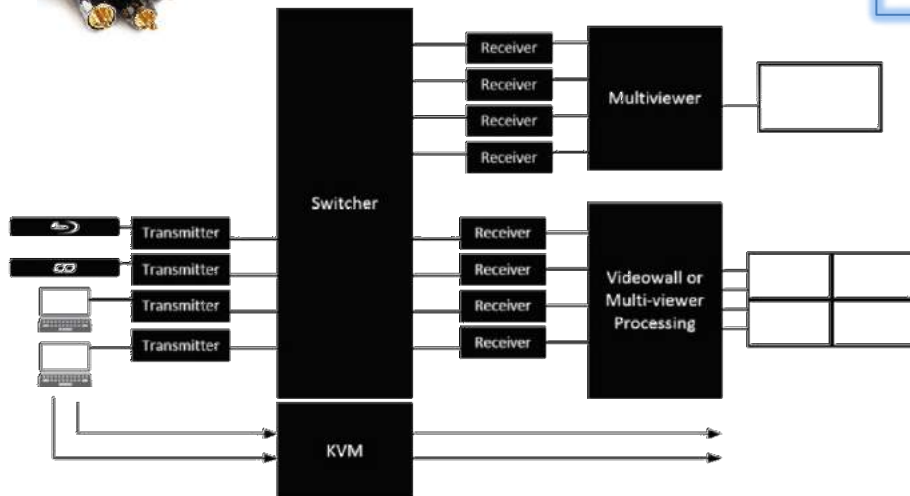 Receiver
Receiver
Receiver
Receiver
Multiviewer
Switcher
Transmitter
Transmitter
Transmitter
Transmitter
Receiver
Receiver
Receiver
Receiver
Videowall or
Multi-viewer
Processing
KVM